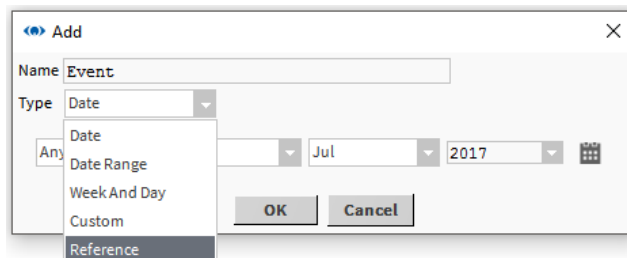 Add
Name Event
Type Date
Date
Any Jul 2017
Date Range
Week And Day
Custom
Reference
OK Cancel